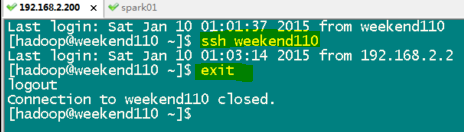 192.168.2.200 spark01
Last login: Sat Jan 10 01:01:37 2015 from weekend110
[hadoop@weekend110 ~]$ ssh weekend110
Last login: Sat Jan 10 01:03:14 2015 from 192.168.2.2
[hadoop@weekend110 ~]$ exit
logout
Connection to weekend110 closed.
[hadoop@weekend110 ~]$